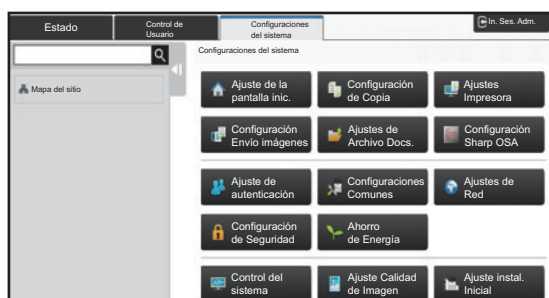 Estado
Control de
Usuario
Configuraciones
del sistema
In. Ses. Adm.
Configuraciones del sistema
Mapa del sitio
Ajuste de la
pantalla inic.
Configuración
de Copia
Ajustes
Impresora
Configuración
Envío imágenes
Ajustes de
Archivo Docs.
Configuración
Sharp OSA
Ajuste de
autenticación
Configuraciones
Comunes
Ajustes de
Red
Configuración
de Seguridad
Ahorro
de Energía
Control del
sistema
Ajuste Calidad
de Imagen
Ajuste instal.
Inicial